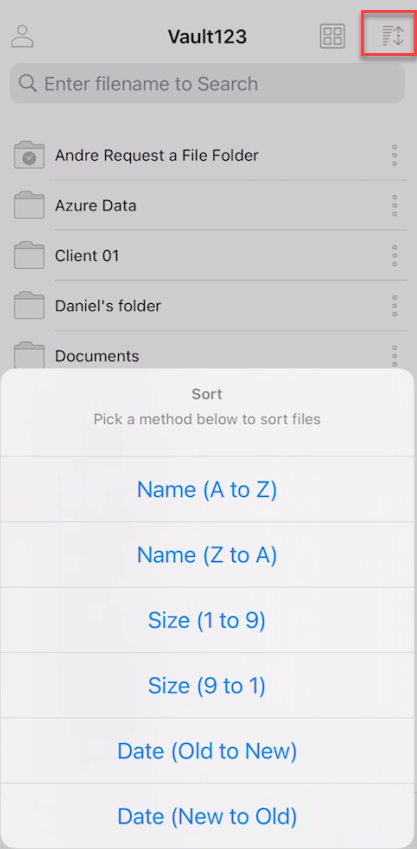 Vault123
Enter filename to Search
Andre Request a File Folder
Azure Data
Client 01
Daniel's folder
Documents
Sort
Pick a method below to sort files
Name (A to Z)
Name (Z to A)
Size (1 to 9)
Size (9 to 1)
Date (Old to New)
Date (New to Old)